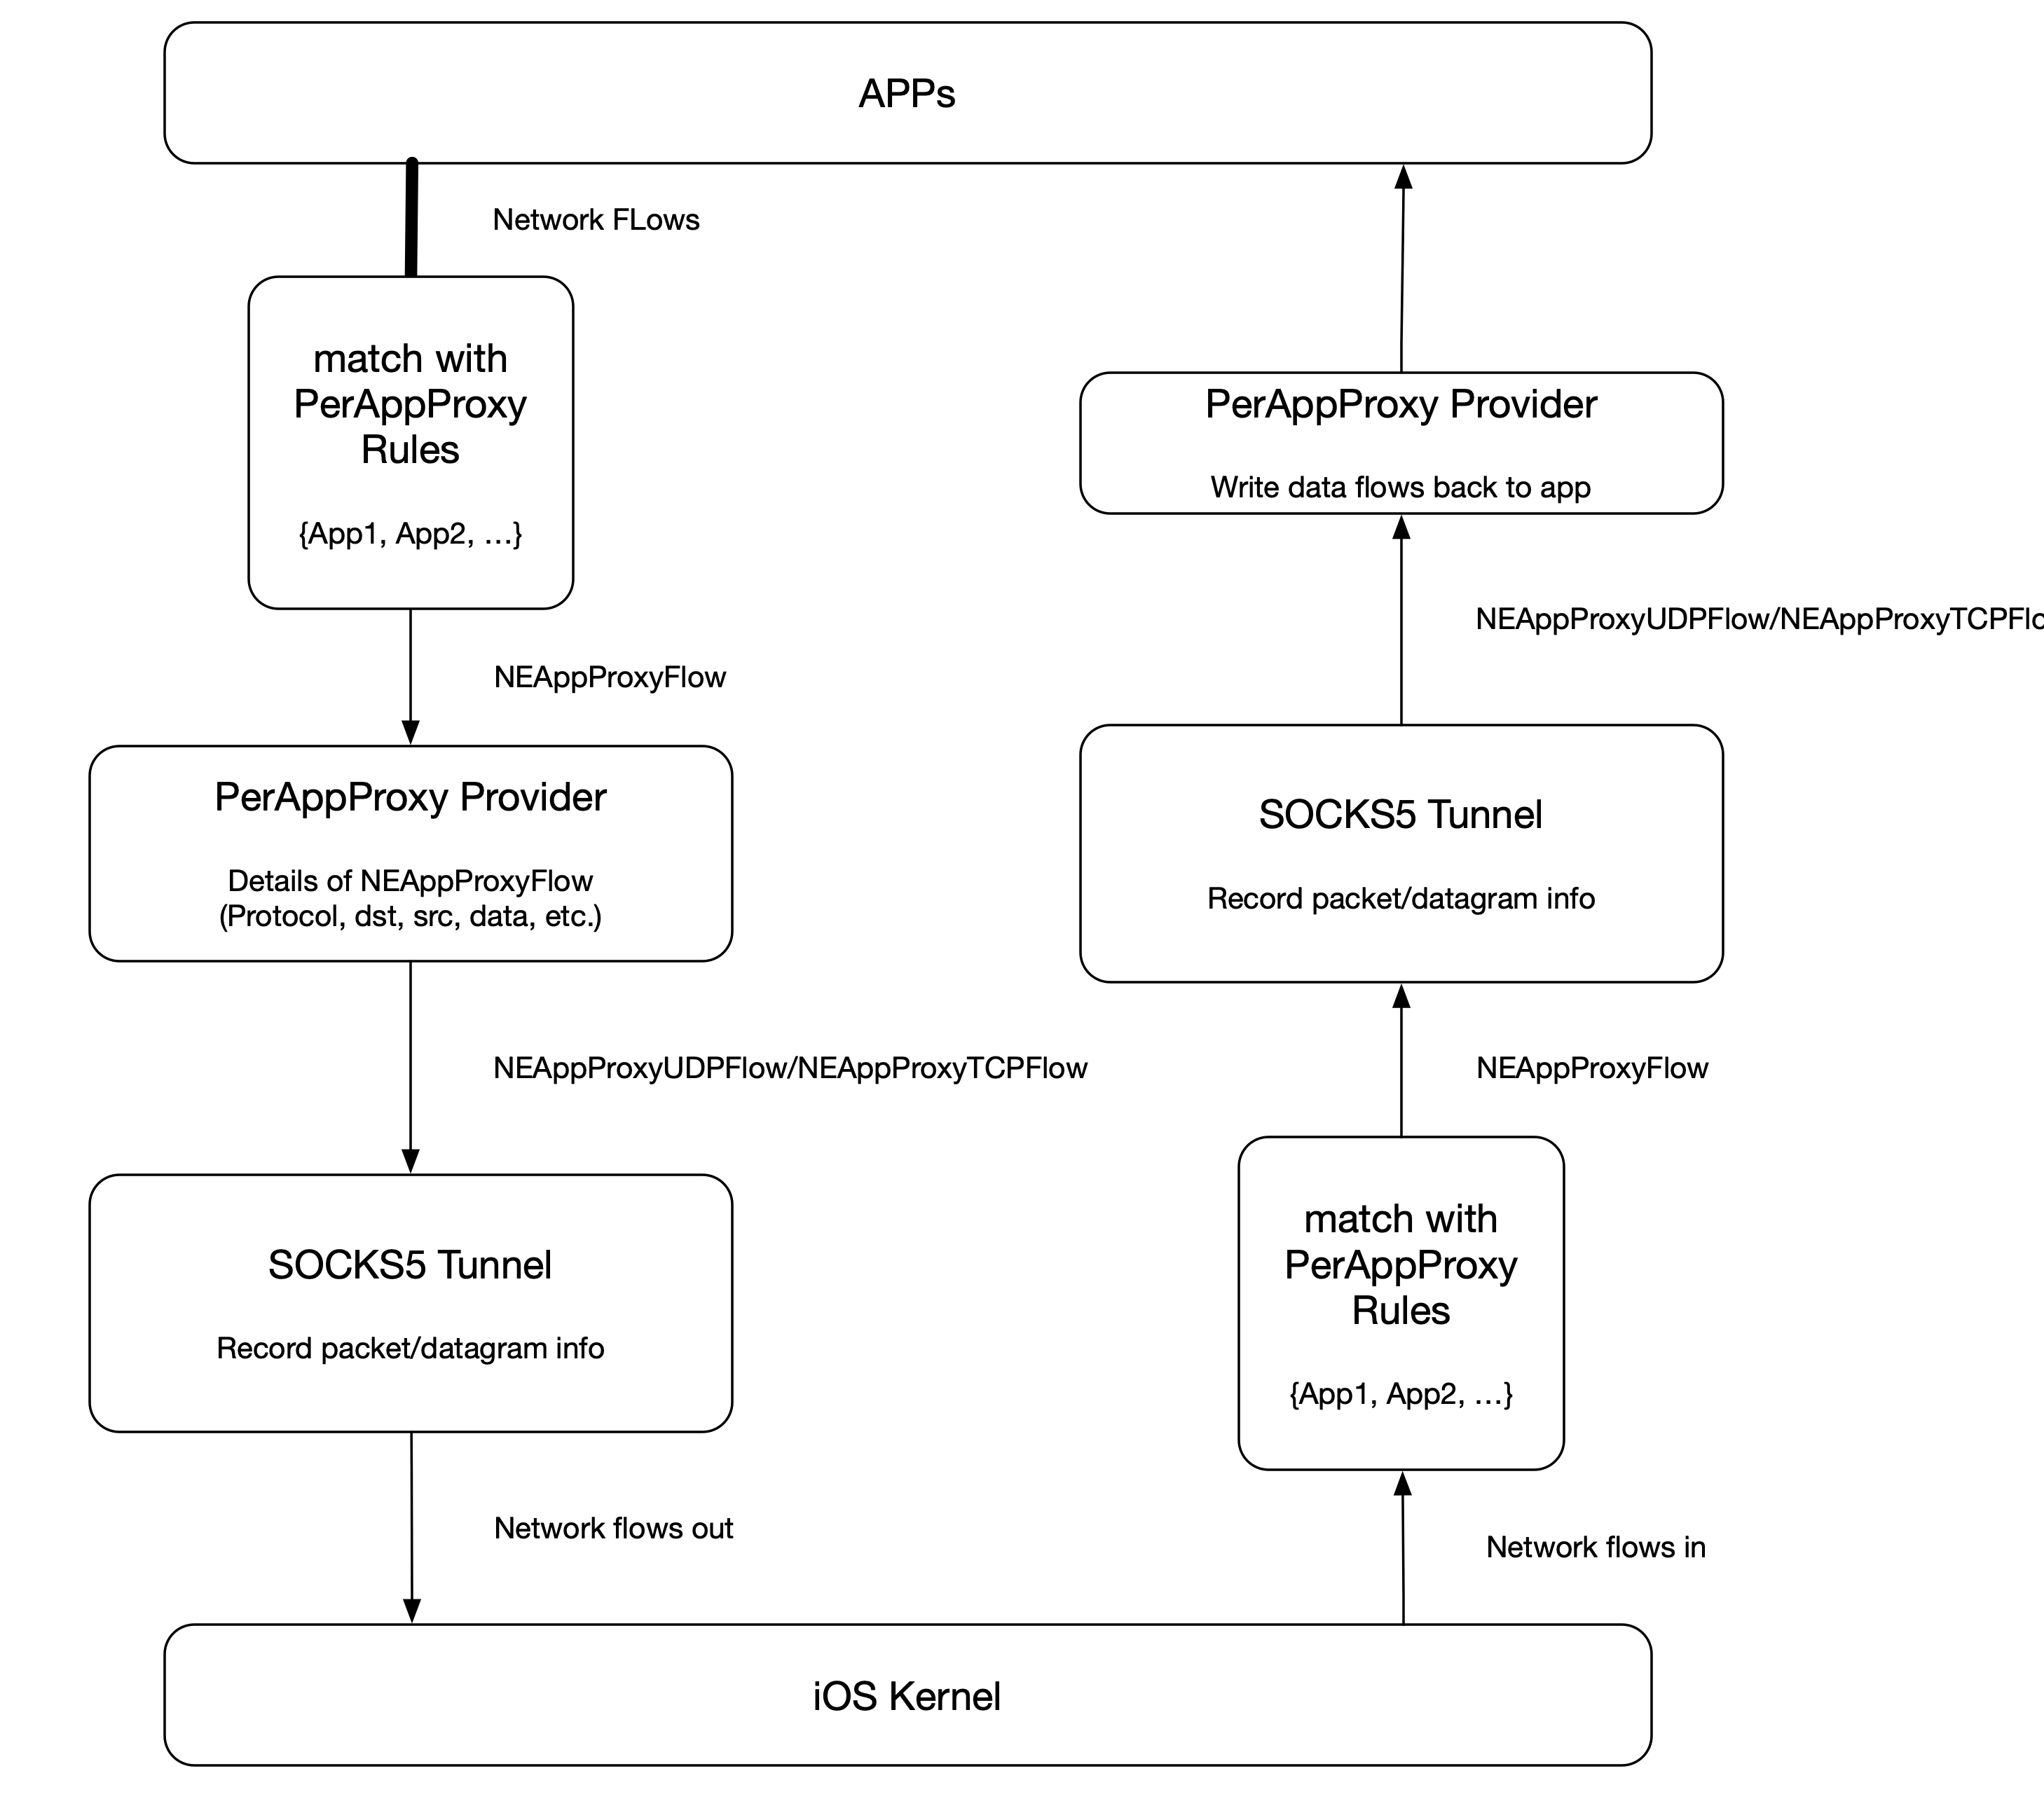 APPs
Network FLows
match with
PerAppProxy
Rules
{App1, App2, ...}
NEAppProxyFlow
PerAppProxy Provider
Details of NEAppProxyFlow
(Protocol, dst, src, data, etc.)
NEAppProxyUDPFlow/NEAppProxyTCPFlow
SOCKS5 Tunnel
Record packet/datagram info
Network flows out
PerAppProxy Provider
Write data flows back to app
NEAppProxyUDPFlow/NEAppProxyTCPFlo
SOCKS5 Tunnel
Record packet/datagram info
NEAppProxyFlow
match with
PerAppProxy
Rules
{App1, App2, ...}
Network flows in
iOS Kernel